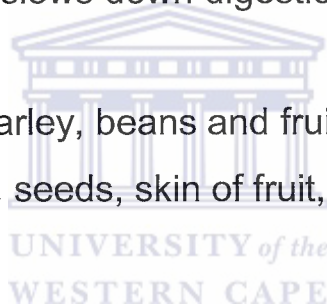 slows down digestio
arley, beans and frui
seeds, skin of fruit,
UNIVERSITY of the
WESTERN CAPE